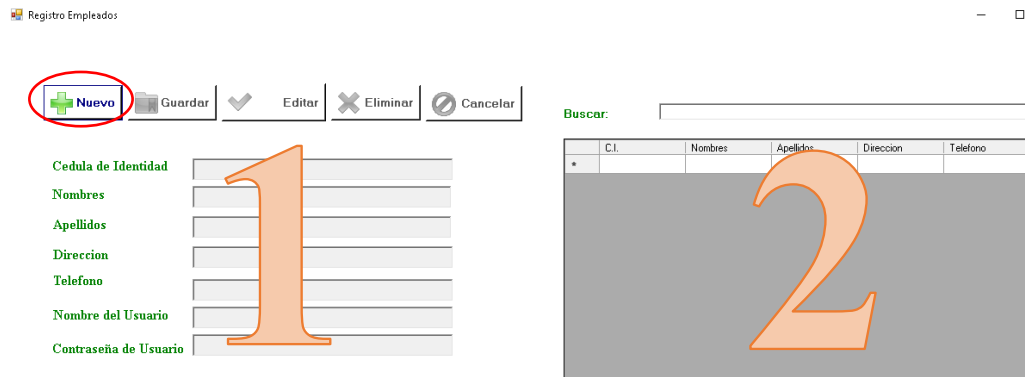 Registro Empleados
Nuevo Guardar Editar Eliminar Cancelar
Buscar:
Cedula de Identidad
Nombres
Apellidos
Direccion
Telefono
Nombre del Usuario
Contraseña de Usuario
1
C.I. Nombres Apellidos Direccion Telefono
*
2